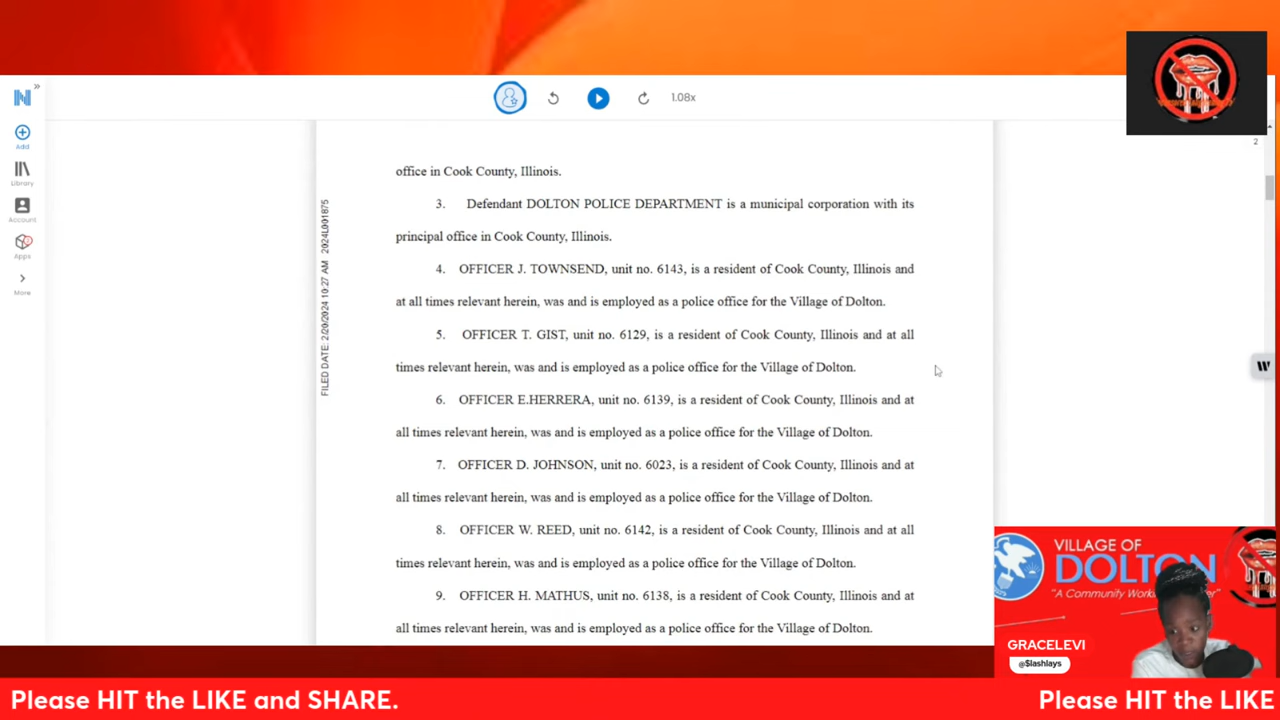 1.08x
N
»
Add
Library
Account
Apps
More
2
office in Cook County, Illinois.
3. Defendant DOLTON POLICE DEPARTMENT is a municipal corporation with its
principal office in Cook County, Illinois.
4. OFFICER J. TOWNSEND, unit no. 6143, is a resident of Cook County, Illinois and
at all times relevant herein, was and is employed as a police office for the Village of Dolton.
5. OFFICER T. GIST, unit no. 6129, is a resident of Cook County, Illinois and at all
times relevant herein, was and is employed as a police office for the Village of Dolton.
6. OFFICER E.HERRERA, unit no. 6139, is a resident of Cook County, Illinois and at
all times relevant herein, was and is employed as a police office for the Village of Dolton.
7. OFFICER D. JOHNSON, unit no. 6023, is a resident of Cook County, Illinois and at
all times relevant herein, was and is employed as a police office for the Village of Dolton.
8. OFFICER W. REED, unit no. 6142, is a resident of Cook County, Illinois and at all
times relevant herein, was and is employed as a police office for the Village of Dolton.
9. OFFICER H. MATHUS, unit no. 6138, is a resident of Cook County, Illinois and at
all times relevant herein, was and is employed as a police office for the Village of Dolton.
FILED DATE: 2/20/2024 10:27 AM 2024L001875
W
VILLAGE OF
DOLTON
"A Community
GRACELEVI
@$lashlays
Please HIT the LIKE and SHARE.
Please HIT the LIKE